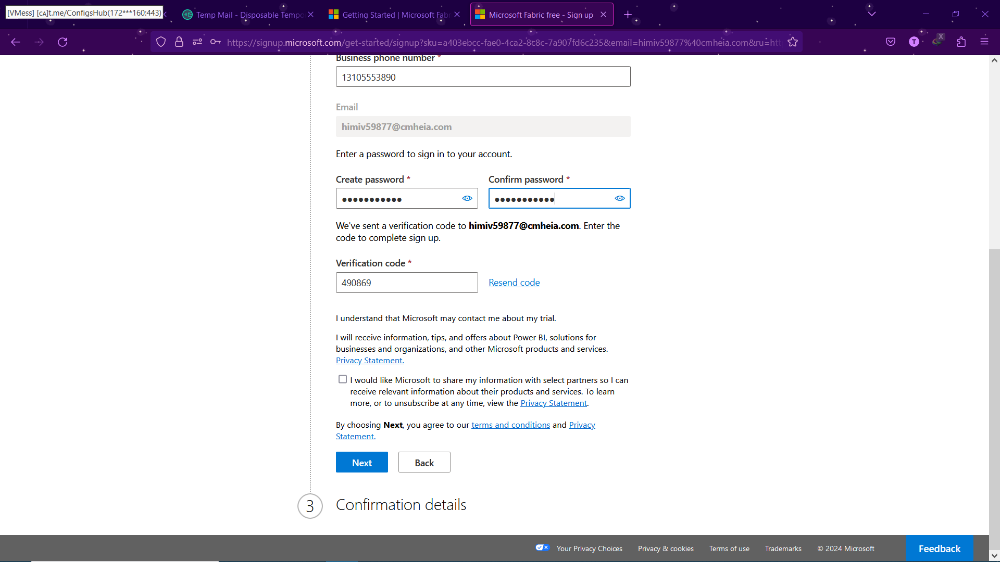 [VMess] [cA]t.me/ConfigsHub(172***160:443)
Temp Mail - Disposable Tempo
Getting Started | Microsoft Fabr
Microsoft Fabric free - Sign up
https://signup.microsoft.com/get-started/signup?sku=a403ebcc-fae0-4ca2-8c8c-7a907fd6c235&email=himiv59877%40cmheia.com&ru=htt
T
X
Business phone number *
13105553890
Email
himiv59877@cmheia.com
Enter a password to sign in to your account.
Create password *
Confirm password *
We've sent a verification code to himiv59877@cmheia.com. Enter the
code to complete sign up.
Verification code *
490869
Resend code
I understand that Microsoft may contact me about my trial.
I will receive information, tips, and offers about Power BI, solutions for
businesses and organizations, and other Microsoft products and services.
Privacy Statement.
I would like Microsoft to share my information with select partners so I can
receive relevant information about their products and services. To learn
more, or to unsubscribe at any time, view the Privacy Statement.
By choosing Next, you agree to our terms and conditions and Privacy
Statement.
Next
Back
3
Confirmation details
Your Privacy Choices
Privacy & cookies
Terms of use
Trademarks
© 2024 Microsoft
Feedback